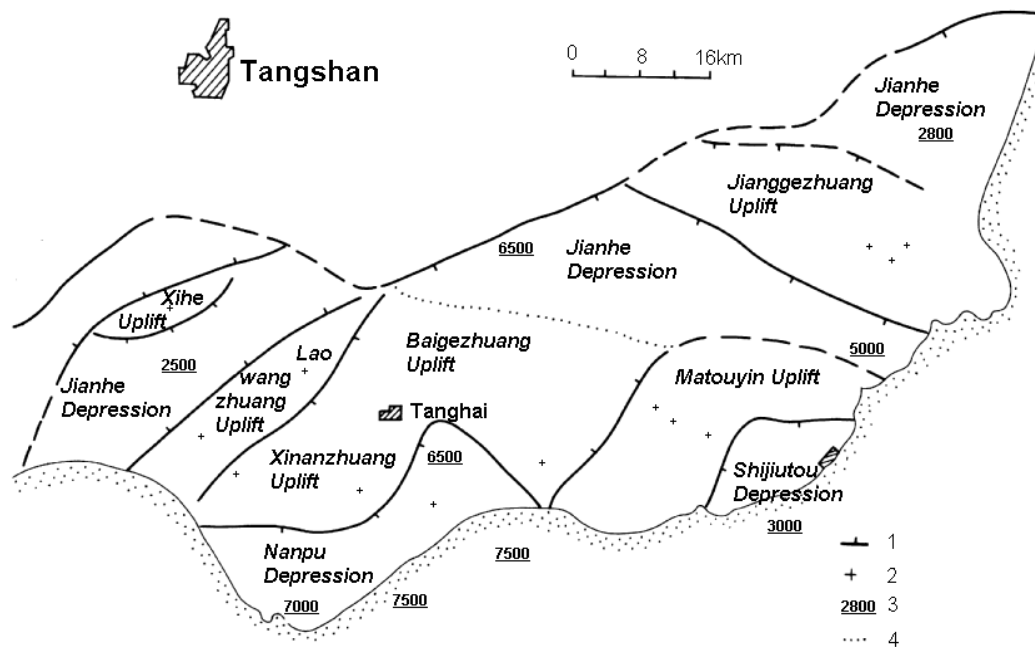 Tangshan
0 8 16km
Jianhe
Depression
2800
Jianggezhuang
Uplift
6500
Jianhe
Depression
Xihe
Uplift
2500
Jianhe
Depression
Lao
wang
zhuang
Uplift
Baigezhuang
Uplift
5000
Matouyin Uplift
Tanghai
Xinanzhuang
Uplift
6500
Shijiutou
Depression
3000
Nanpu
Depression
7000
7500
7500
1
2
2800 3
4